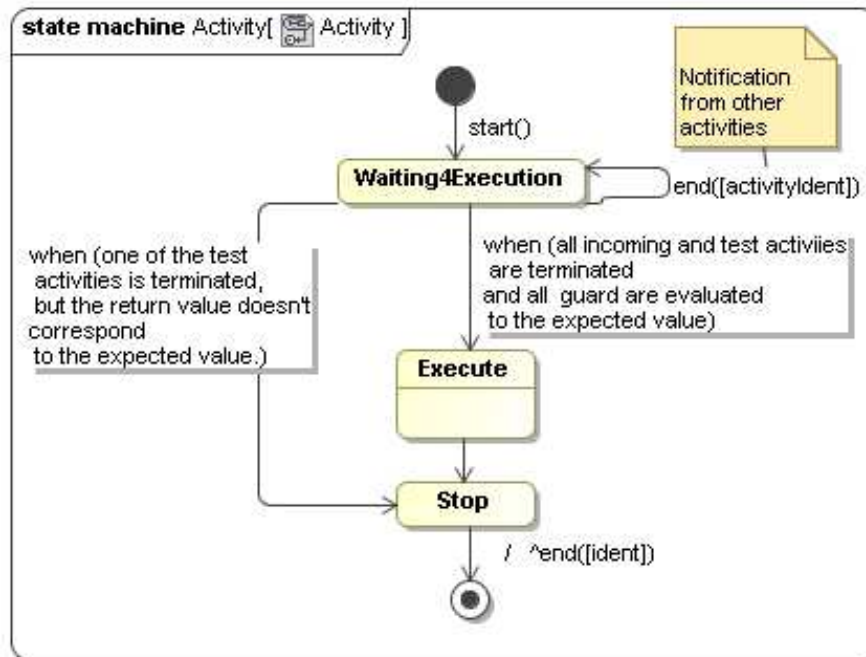 state machine Activity[ Activity ]
Notification
from other
activities
start()
Waiting4Execution
end([activityIdent])
when (one of the test
activities is terminated,
but the return value doesn't
correspond
to the expected value.)
when (all incoming and test activiies
are terminated
and all guard are evaluated
to the expected value)
Execute
Stop
/ ^end([ident])